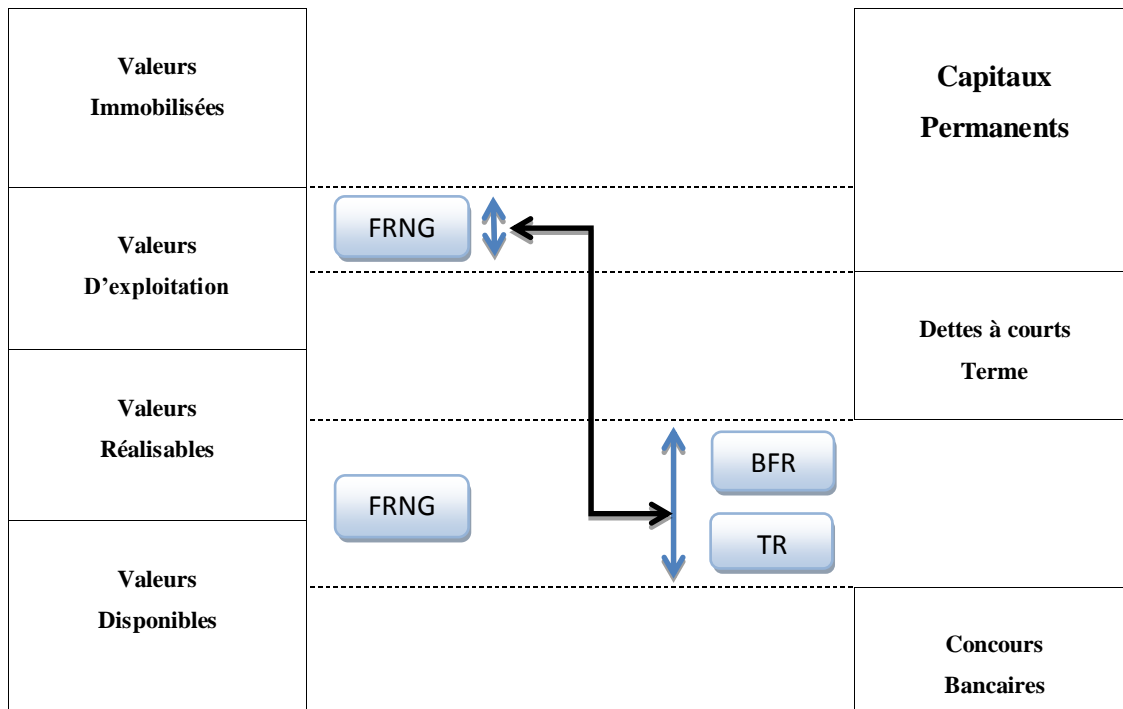 Valeurs
Immobilisées
Capitaux
Permanents
FRNG
Valeurs
D'exploitation
Dettes à courts
Terme
Valeurs
Réalisables
BFR
FRNG
TR
Valeurs
Disponibles
Concours
Bancaires